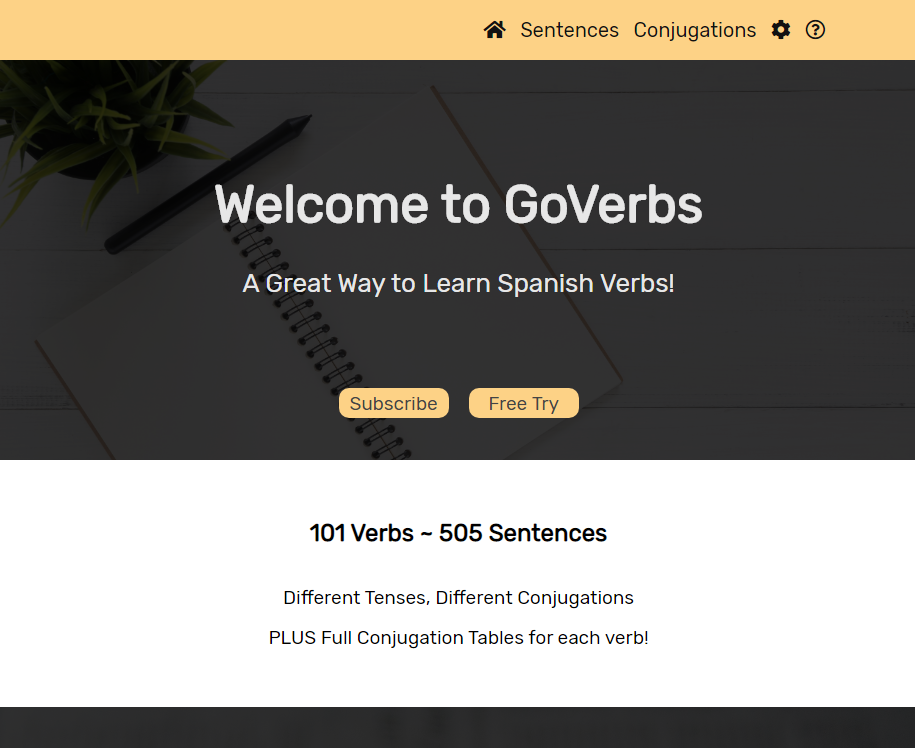 Sentences Conjugations
Welcome to GoVerbs
A Great Way to Learn Spanish Verbs!
Subscribe Free Try
101 Verbs ~ 505 Sentences
Different Tenses, Different Conjugations
PLUS Full Conjugation Tables for each verb!